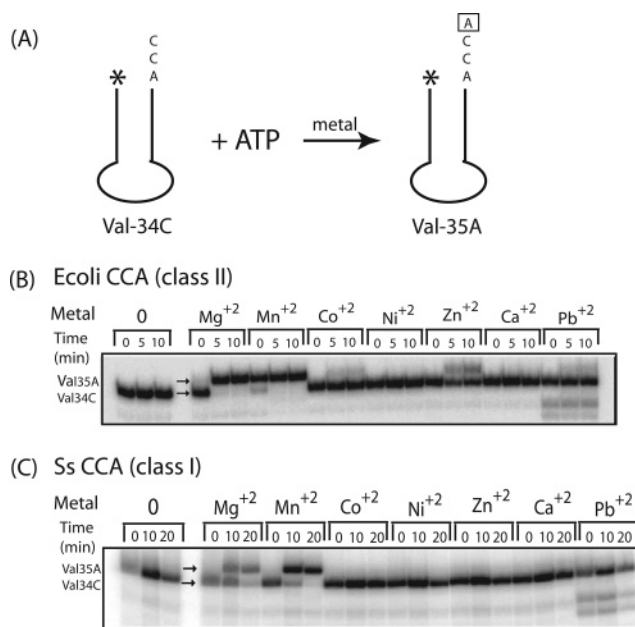 (A)
A
C C
C C
A A
* *
+ ATP metal
Val-34C Val-35A
(B) Ecoli CCA (class II)
Metal 0 Mg+2 Mn+2 Co+2 Ni+2 Zn+2 Ca+2 Pb+2
Time 0 5 10 0 5 10 0 5 10 0 5 10 0 5 10 0 5 10 0 5 10 0 5 10
(min)
Val35A
Val34C
(C) Ss CCA (class I)
Metal 0 Mg+2 Mn+2 Co+2 Ni+2 Zn+2 Ca+2 Pb+2
Time 0 10 20 0 10 20 0 10 20 0 10 20 0 10 20 0 10 20 0 10 20 0 10 20
(min)
Val35A
Val34C